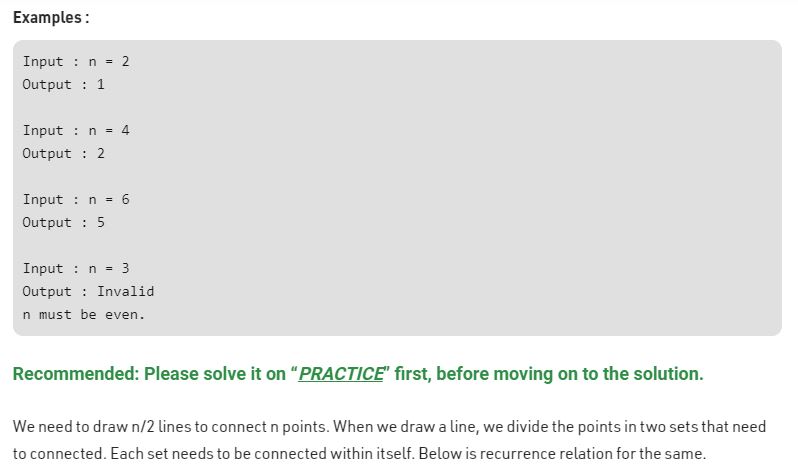 Examples :
Input : n = 2
Output : 1
Input : n = 4
Output : 2
Input : n = 6
Output : 5
Input : n = 3
Output : Invalid
n must be even.
Recommended: Please solve it on “PRACTICE” first, before moving on to the solution.
We need to draw n/2 lines to connect n points. When we draw a line, we divide the points in two sets that need
to connected. Each set needs to be connected within itself. Below is recurrence relation for the same.